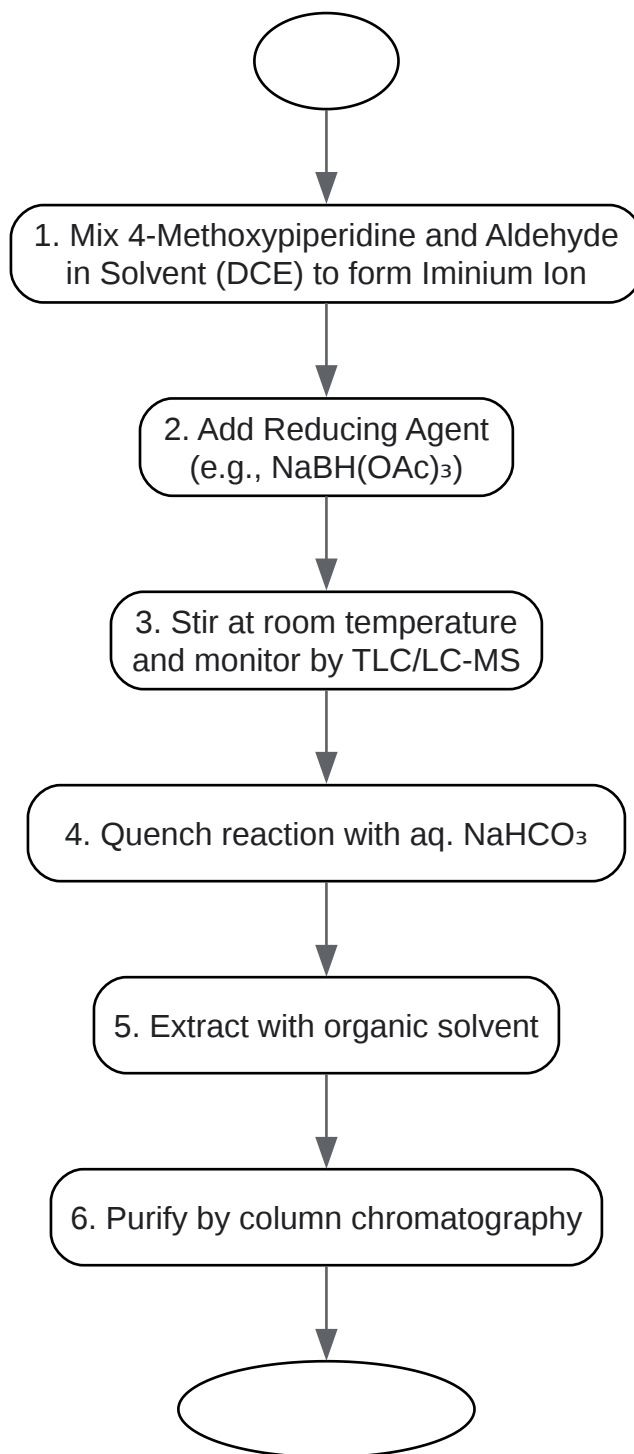 1. Mix 4-Methoxypiperidine and Aldehyde
in Solvent (DCE) to form Iminium Ion
2. Add Reducing Agent
(e.g., NaBH(OAc)₃)
3. Stir at room temperature
and monitor by TLC/LC-MS
4. Quench reaction with aq. NaHCO₃
5. Extract with organic solvent
6. Purify by column chromatography